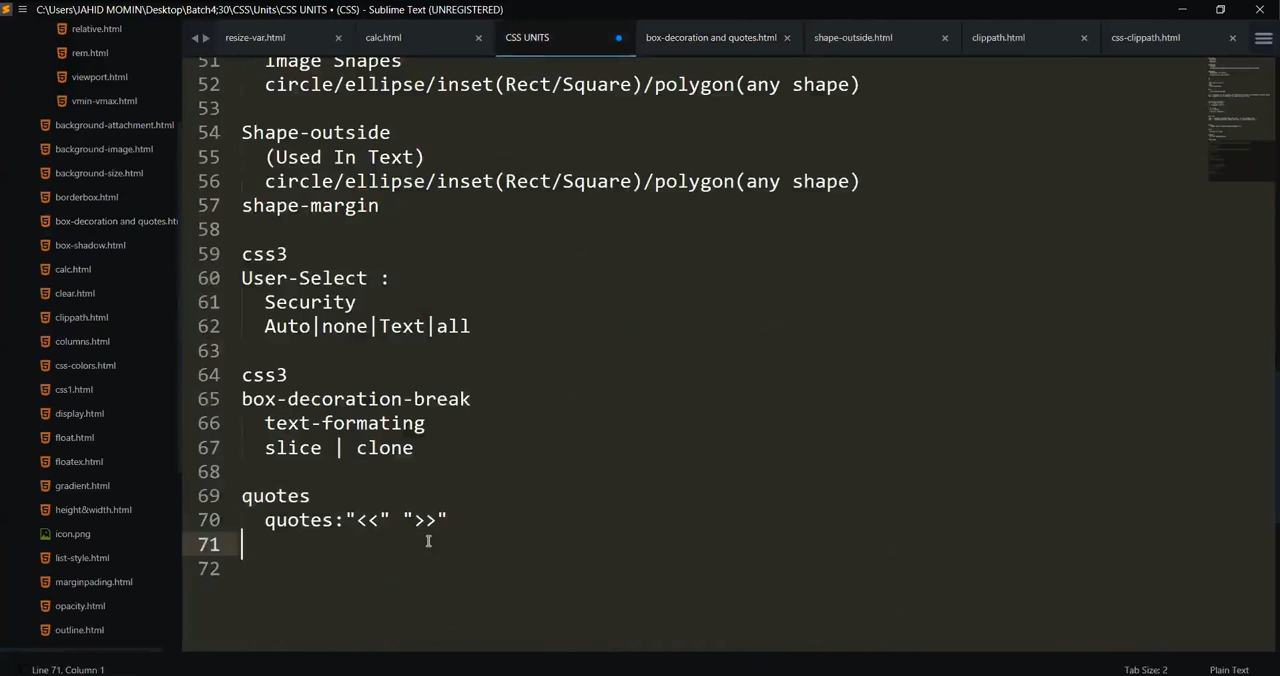 C:\Users\JAHID MOMIN\Desktop\Batch4;30\CSS\Units\CSS UNITS • (CSS) - Sublime Text (UNREGISTERED)
resize-var.html
calc.html
CSS UNITS
box-decoration and quotes.html
shape-outside.html
clippath.html
css-clippath.html
relative.html
rem.html
viewport.html
vmin-vmax.html
background-attachment.html
background-image.html
background-size.html
borderbox.html
box-decoration and quotes.htm
box-shadow.html
calc.html
clear.html
clippath.html
columns.html
css-colors.html
css1.html
display.html
float.html
floatex.html
gradient.html
height&width.html
icon.png
list-style.html
marginpading.html
opacity.html
outline.html
51 Image Shapes
52 circle/ellipse/inset(Rect/Square)/polygon(any shape)
53
54 Shape-outside
55 (Used In Text)
56 circle/ellipse/inset(Rect/Square)/polygon(any shape)
57 shape-margin
58
59 css3
60 User-Select :
61 Security
62 Auto|none|Text|all
63
64 css3
65 box-decoration-break
66 text-formating
67 slice | clone
68
69 quotes
70 quotes:"<<" ">>"
71
72
Line 71, Column 1
Tab Size: 2
Plain Text